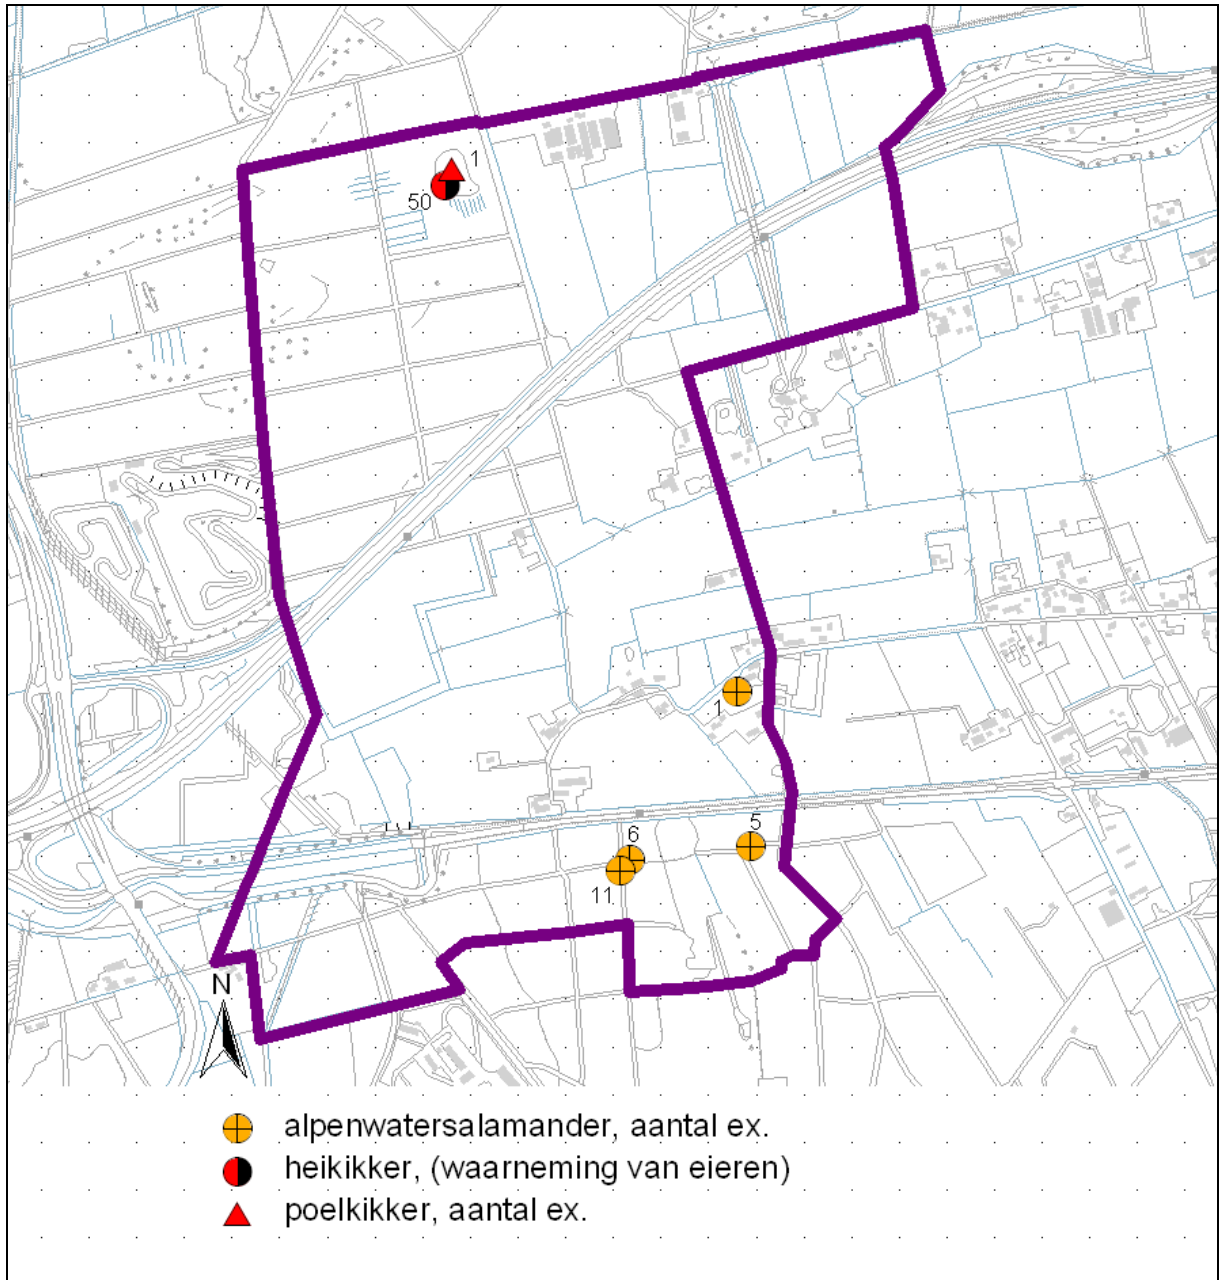 1
50
1
5
6
11
N
alpenwatersalamander, aantal ex.
heikikker, (waarneming van eieren)
poelkikker, aantal ex.